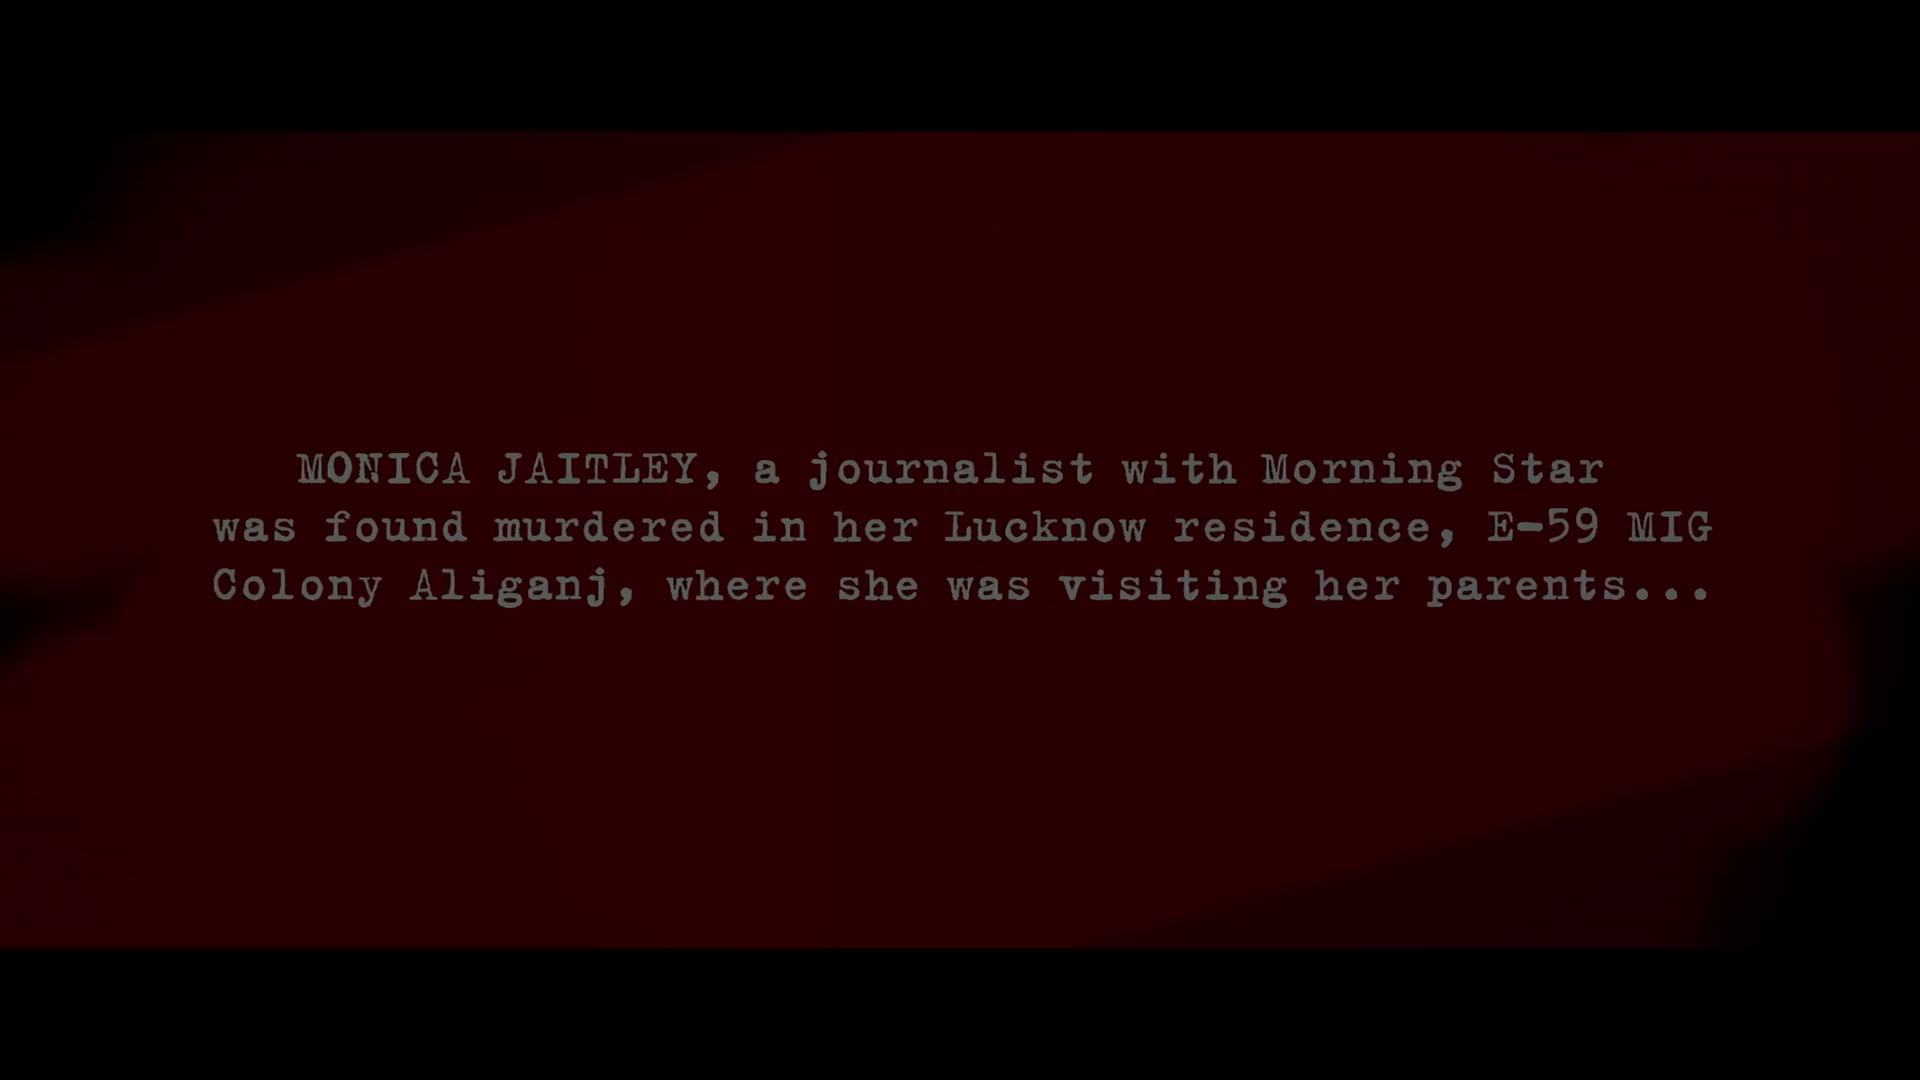 MONICA JAITLEY, a journalist with Morning Star
was found murdered in her Lucknow residence, E-59 MIG
Colony Aliganj, where she was visiting her parents...